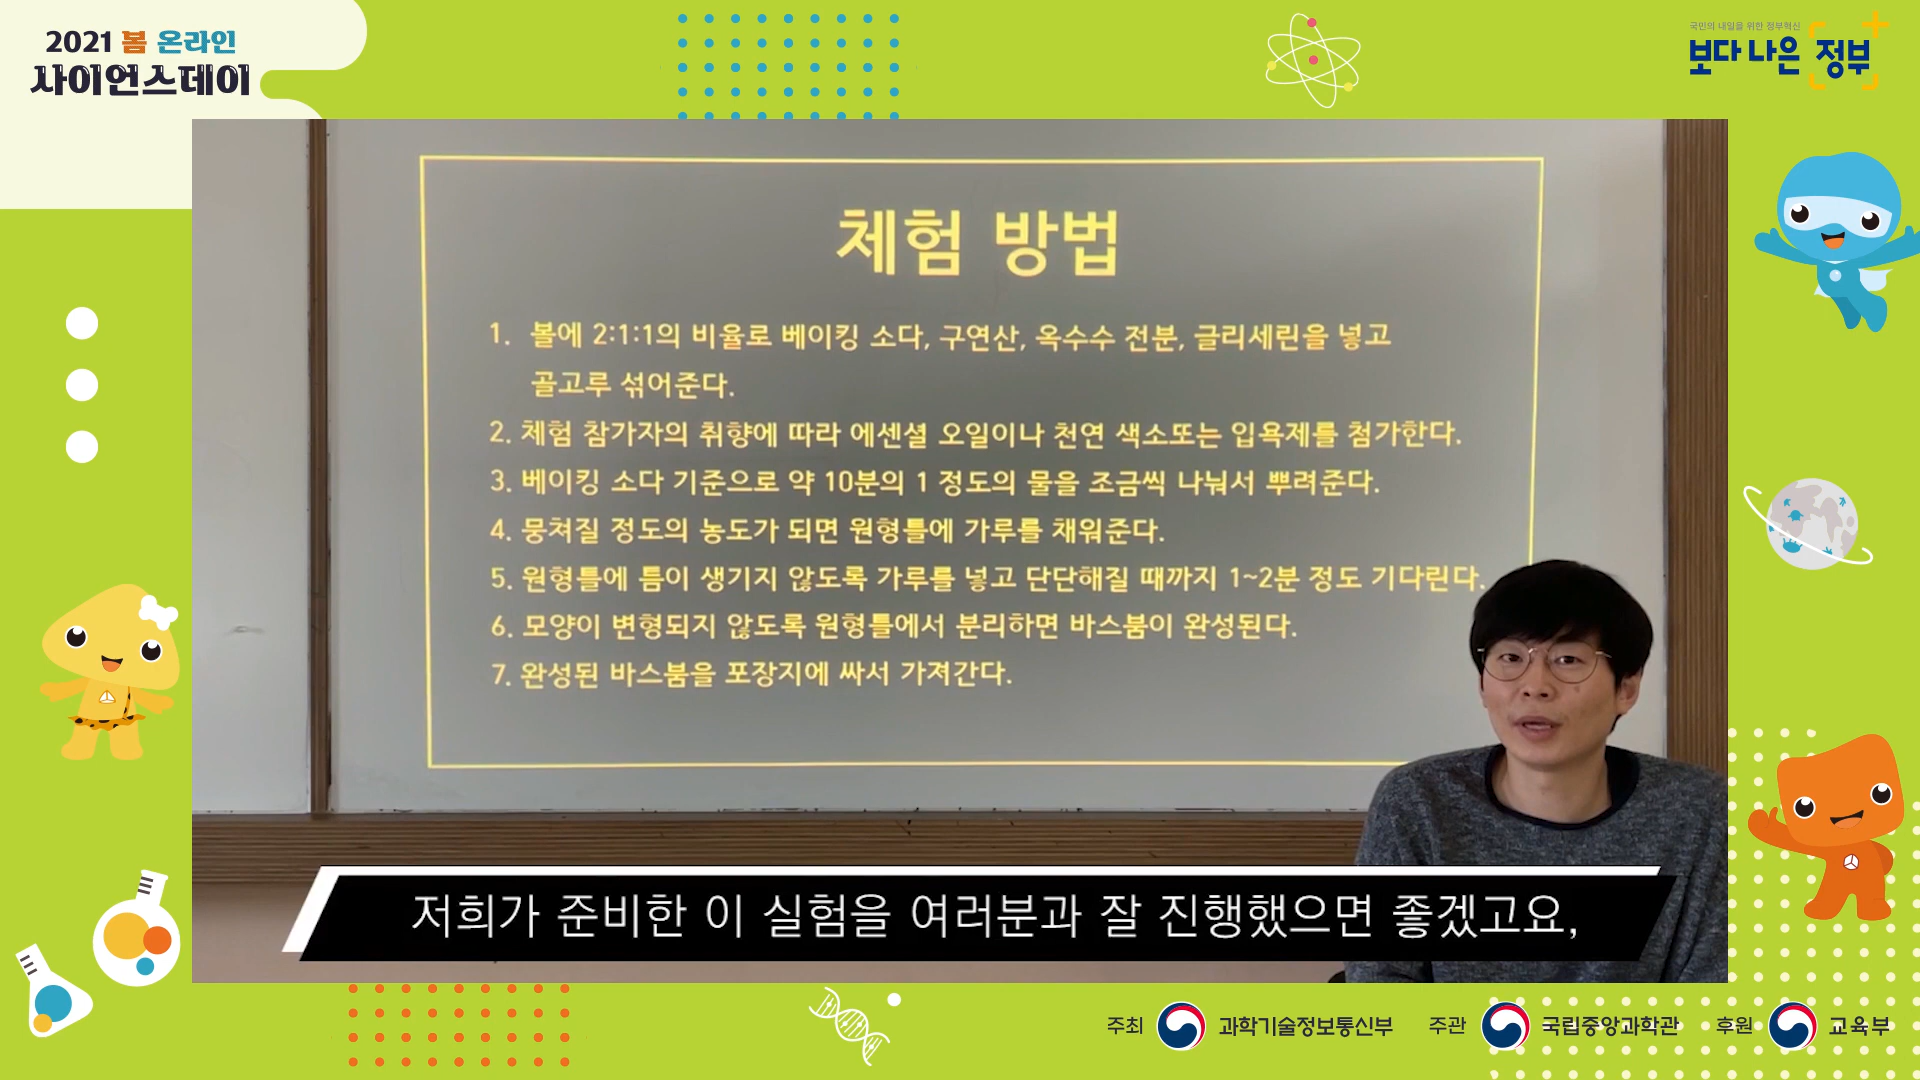 2021 봄 온라인
사이언스데이
국민의 내일을 위한 정부혁신
보다 나은 정부
체험 방법
1. 볼에 2:1:1의 비율로 베이킹 소다, 구연산, 옥수수 전분, 글리세린을 넣고
골고루 섞어준다.
2. 체험 참가자의 취향에 따라 에센셜 오일이나 천연 색소또는 입욕제를 첨가한다.
3. 베이킹 소다 기준으로 약 10분의 1 정도의 물을 조금씩 나눠서 뿌려준다.
4. 뭉쳐질 정도의 농도가 되면 원형틀에 가루를 채워준다.
5. 원형틀에 틈이 생기지 않도록 가루를 넣고 단단해질 때까지 1~2분 정도 기다린다.
6. 모양이 변형되지 않도록 원형틀에서 분리하면 바스붐이 완성된다.
7. 완성된 바스붐을 포장지에 싸서 가져간다.
저희가 준비한 이 실험을 여러분과 잘 진행했으면 좋겠고요,
주최 과학기술정보통신부 주관 국립중앙과학관 후원 교육부